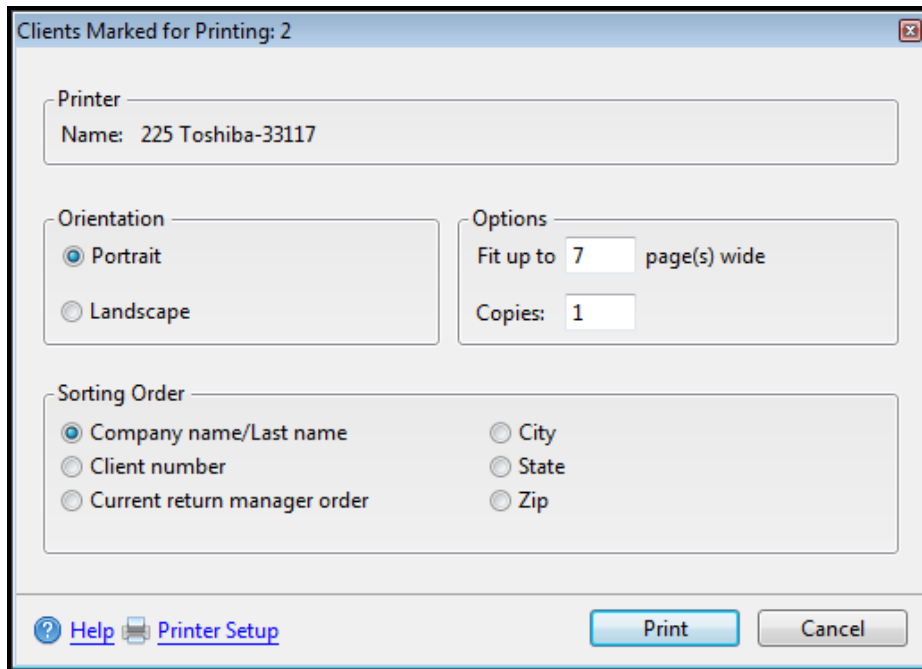 Clients Marked for Printing: 2
Printer
Name: 225 Toshiba-33117
Orientation
Portrait
Landscape
Options
Fit up to 7 page(s) wide
Copies: 1
Sorting Order
Company name/Last name
Client number
Current return manager order
City
State
Zip
Help Printer Setup Print Cancel